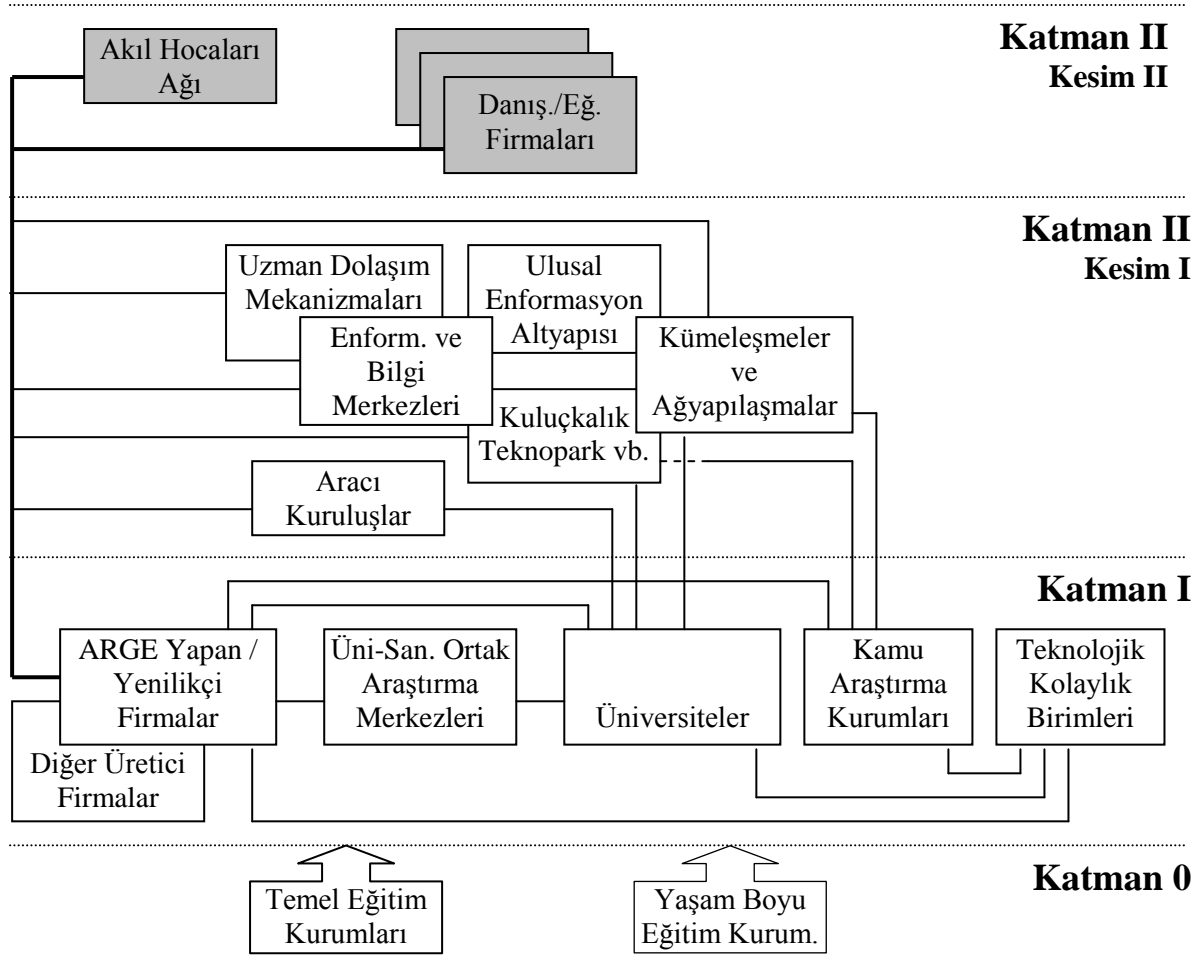 Katman II
Kesim II
Akıl Hocaları
Ağı
Danış./Eğ.
Firmaları
Katman II
Kesim I
Uzman Dolaşım
Mekanizmaları
Ulusal
Enformasyon
Altyapısı
Enform. ve
Bilgi
Merkezleri
Kümeleşmeler
ve
Ağyapılaşmalar
Kuluçkalık
Teknopark vb.
Aracı
Kuruluşlar
Katman I
ARGE Yapan /
Yenilikçi
Firmalar
Üni-San. Ortak
Araştırma
Merkezleri
Üniversiteler
Kamu
Araştırma
Kurumları
Teknolojik
Kolaylık
Birimleri
Diğer Üretici
Firmalar
Katman 0
Temel Eğitim
Kurumları
Yaşam Boyu
Eğitim Kurum.